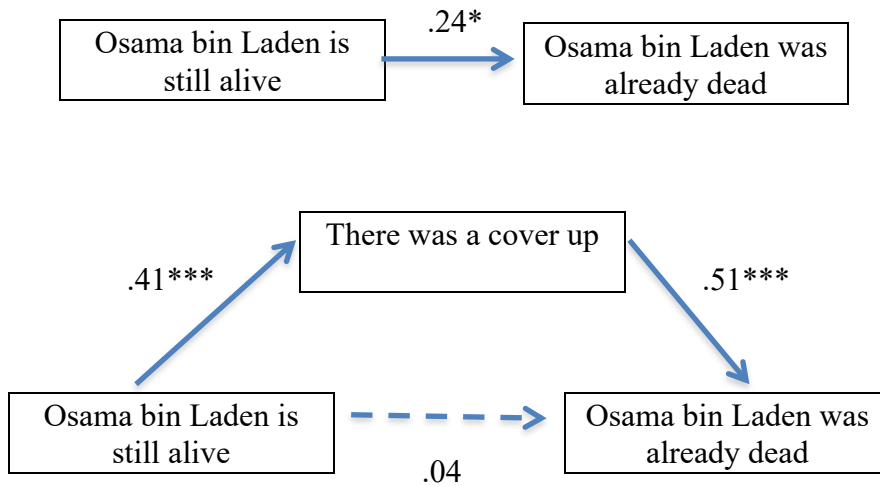 .24*
Osama bin Laden is
still alive
Osama bin Laden was
already dead
There was a cover up
.41***
.51***
Osama bin Laden is
still alive
Osama bin Laden was
already dead
.04